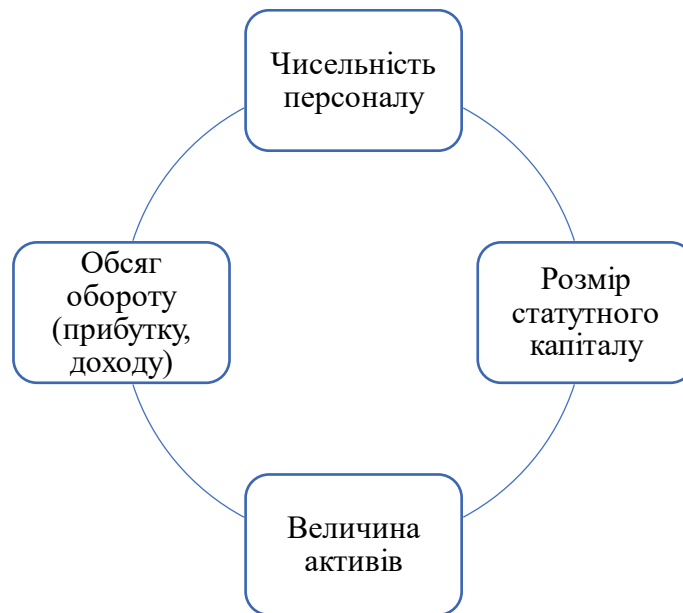 Чисельність
персоналу
Обсяг
обороту
(прибутку,
доходу)
Розмір
статутного
капіталу
Величина
активів